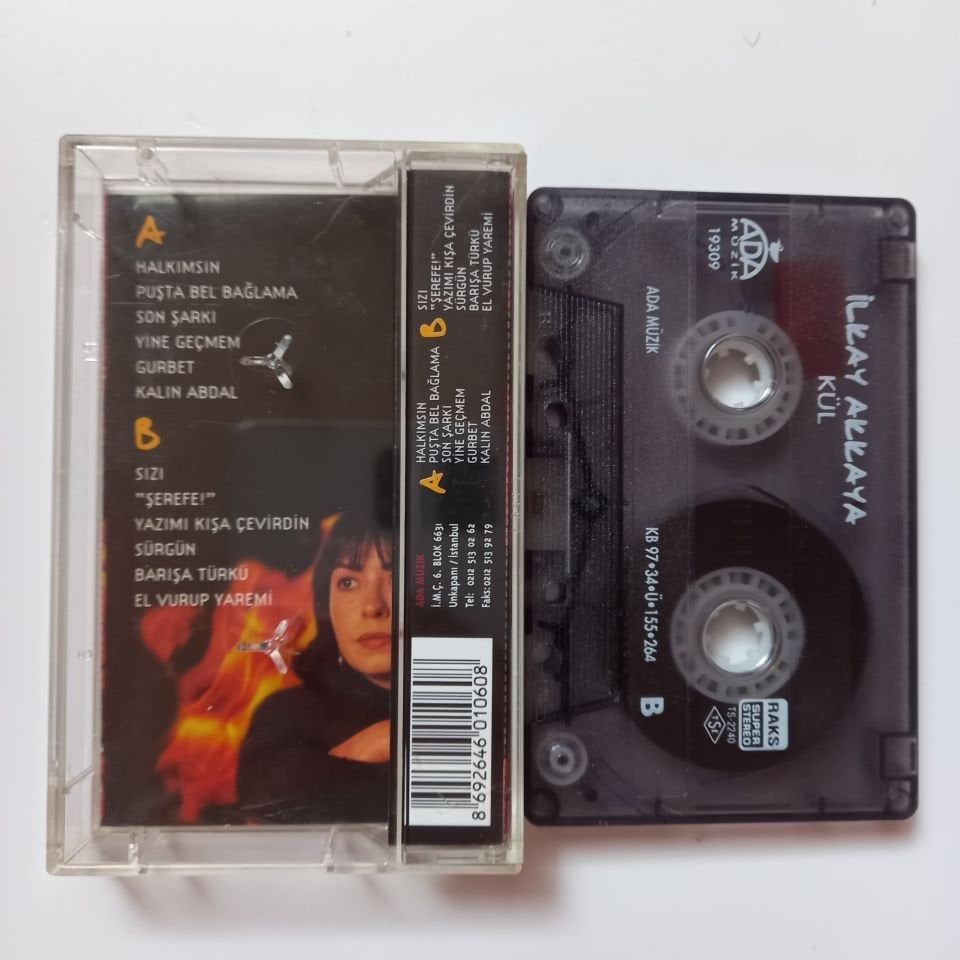 A
HALKIMSIN
PUŞTA BEL BAĞLAMA
SON ŞARKI
YİNE GEÇMEM
GURBET
KALIN ABDAL
B
SIZI
"ŞEREFE!"
YAZIMI KIŞA ÇEVİRDİN
SÜRGÜN
BARIŞA TÜRKÜ
EL VURUP YAREMİ
ADA MÜZİK
İ.M.Ç. 6. BLOK 6631
Unkapanı / İstanbul
Tel: 0212 513 02 62
Faks:0212 513 92 79
A
HALKIMSIN
PUŞTA BEL BAĞLAMA
SON ŞARKI
YİNE GEÇMEM
GURBET
KALIN ABDAL
B
SIZI
"ŞEREFE!"
YAZIMI KIŞA ÇEVİRDİN
SÜRGÜN
BARIŞA TÜRKÜ
EL VURUP YAREMİ
8 692646 010608
İLKAY AKKAYA
KÜL
ADA
MÜZİK
19309
ADA MÜZİK
KB 97•34•Ü•155•264
B
RAKS
SUPER
STEREO
TS-2240
TSE